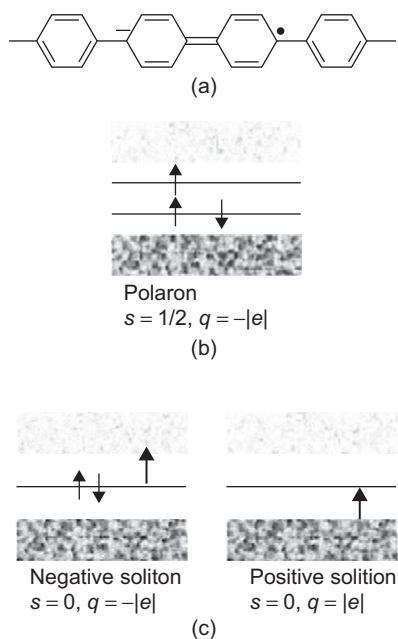 (a)
Polaron
s = 1/2, q = −|e|
(b)
Negative soliton
s = 0, q = −|e|
Positive solition
s = 0, q = |e|
(c)